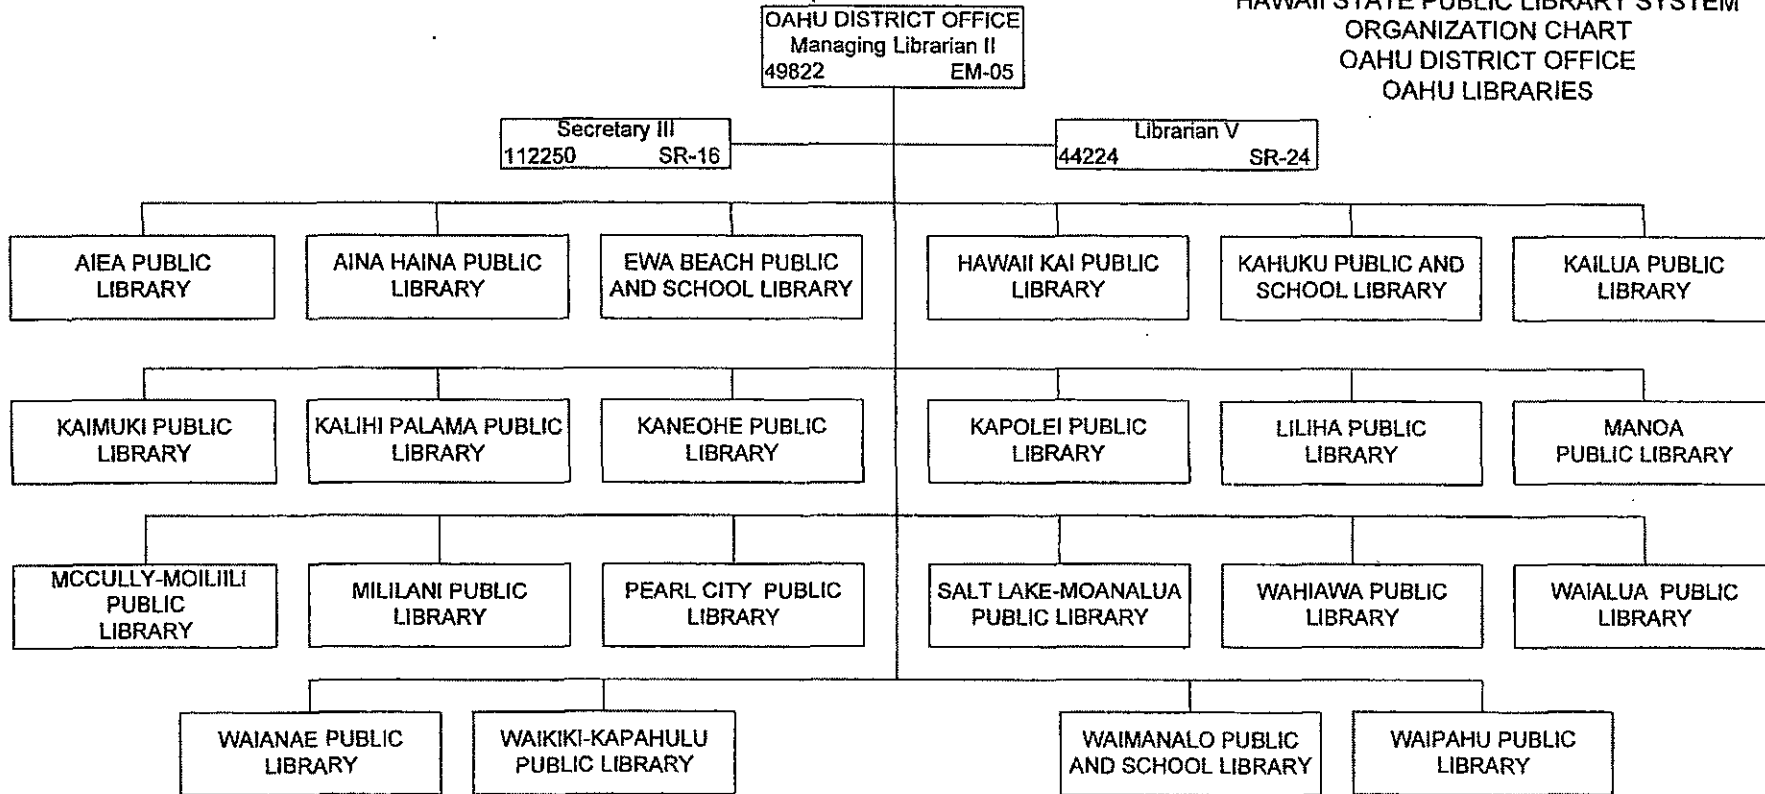 HAWAII STATE PUBLIC LIBRARY SYSTEM
ORGANIZATION CHART
OAHU DISTRICT OFFICE
OAHU LIBRARIES
OAHU DISTRICT OFFICE
Managing Librarian II
49822 EM-05
Secretary III
112250 SR-16
Librarian V
44224 SR-24
AIEA PUBLIC
LIBRARY
AINA HAINA PUBLIC
LIBRARY
EWA BEACH PUBLIC
AND SCHOOL LIBRARY
HAWAII KAI PUBLIC
LIBRARY
KAHUKU PUBLIC AND
SCHOOL LIBRARY
KAILUA PUBLIC
LIBRARY
KAIMUKI PUBLIC
LIBRARY
KALIHI PALAMA PUBLIC
LIBRARY
KANEOHE PUBLIC
LIBRARY
KAPOLEI PUBLIC
LIBRARY
LILIHA PUBLIC
LIBRARY
MANOA
PUBLIC LIBRARY
MCCULLY-MOILIILI
PUBLIC
LIBRARY
MILILANI PUBLIC
LIBRARY
PEARL CITY PUBLIC
LIBRARY
SALT LAKE-MOANALUA
PUBLIC LIBRARY
WAHIAWA PUBLIC
LIBRARY
WAIALUA PUBLIC
LIBRARY
WAIANAE PUBLIC
LIBRARY
WAIKIKI-KAPAHULU
PUBLIC LIBRARY
WAIMANALO PUBLIC
AND SCHOOL LIBRARY
WAIPAHU PUBLIC
LIBRARY